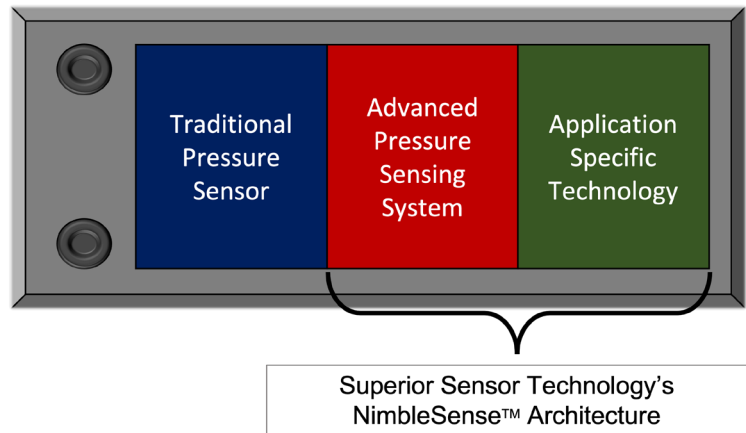 Traditional
Pressure
Sensor
Advanced
Pressure
Sensing
System
Application
Specific
Technology
Superior Sensor Technology’s
NimbleSense™ Architecture